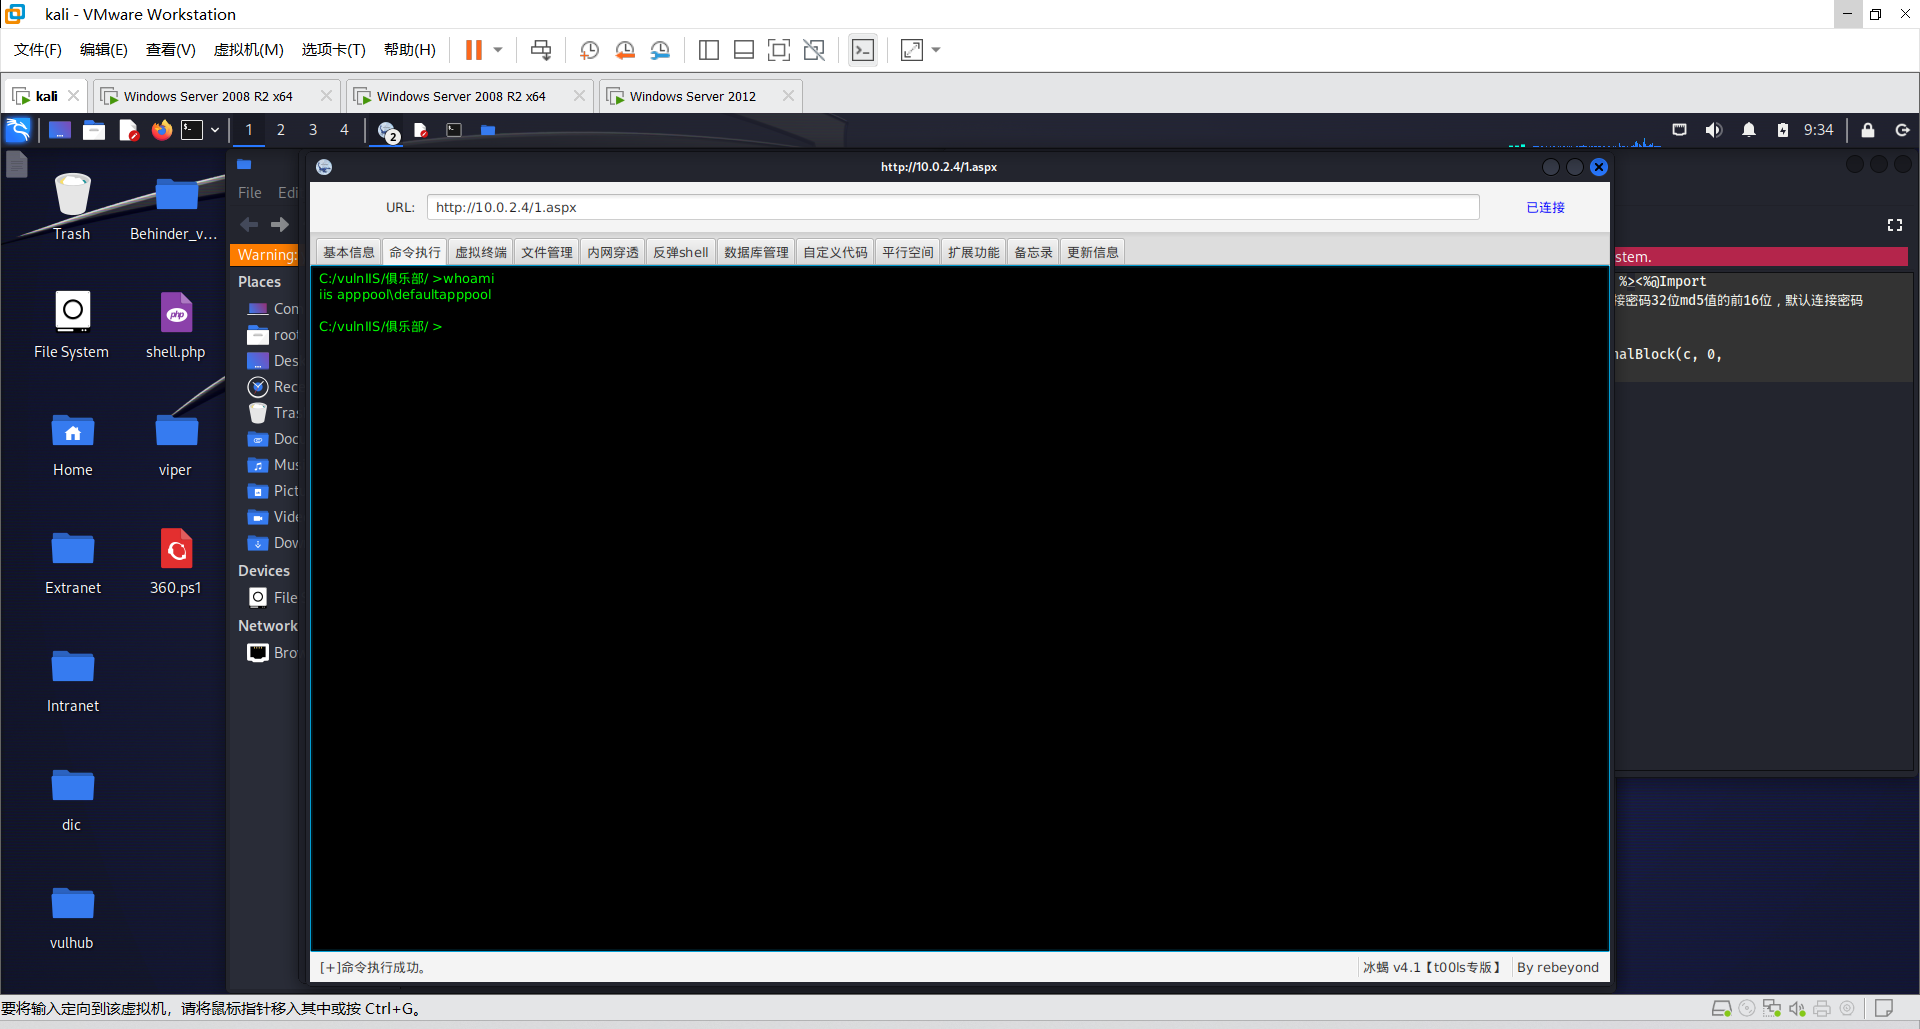 kali - VMware Workstation
文件(F) 编辑(E) 查看(V) 虚拟机(M) 选项卡(T) 帮助(H)
kali Windows Server 2008 R2 x64 Windows Server 2008 R2 x64 Windows Server 2012
1 2 3 4 2 9:34
http://10.0.2.4/1.aspx
File Edi
URL: http://10.0.2.4/1.aspx 已连接
Trash Behinder_v...
基本信息 命令执行 虚拟终端 文件管理 内网穿透 反弹shell 数据库管理 自定义代码 平行空间 扩展功能 备忘录 更新信息
Warning: stem.
C:/vulnIIS/俱乐部/ >whoami
iis apppool\defaultapppool
C:/vulnIIS/俱乐部/ >
%><%@Import
接密码32位md5值的前16位，默认连接密码
nalBlock(c, 0,
Places
Con
root
Des
Rec
Tras
Doc
Mus
Pict
Vide
Dow
Devices
File
Network
Bro
File System shell.php
php
Home viper
Extranet 360.ps1
Intranet
dic
vulhub
[+]命令执行成功。 冰蝎 v4.1【t00ls专版】 By rebeyond
要将输入定向到该虚拟机，请将鼠标指针移入其中或按 Ctrl+G。